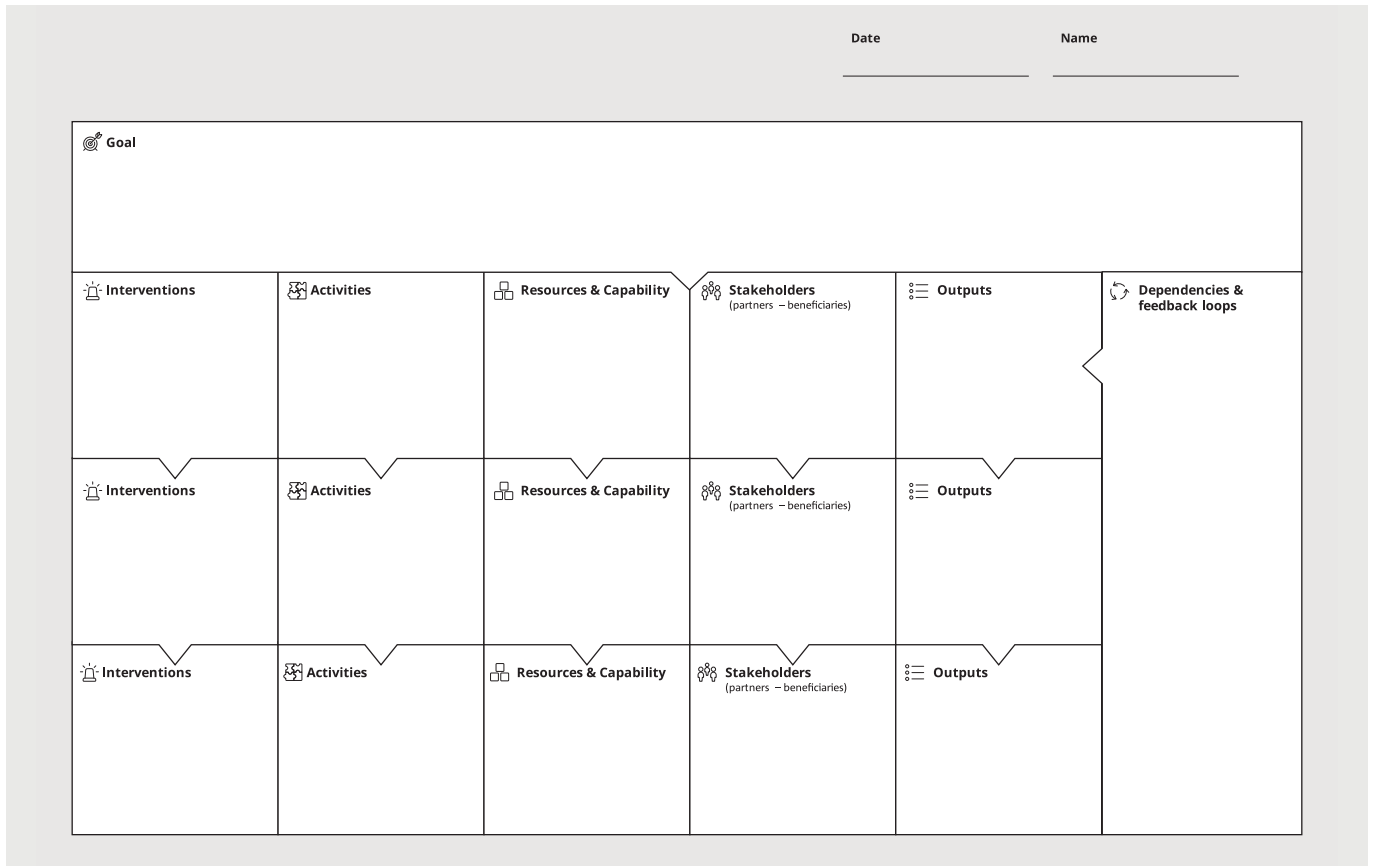 Date
Name
Goal
Interventions
Activities
Resources & Capability
Stakeholders
(partners – beneficiaries)
Outputs
Dependencies &
feedback loops
Interventions
Activities
Resources & Capability
Stakeholders
(partners – beneficiaries)
Outputs
Interventions
Activities
Resources & Capability
Stakeholders
(partners – beneficiaries)
Outputs